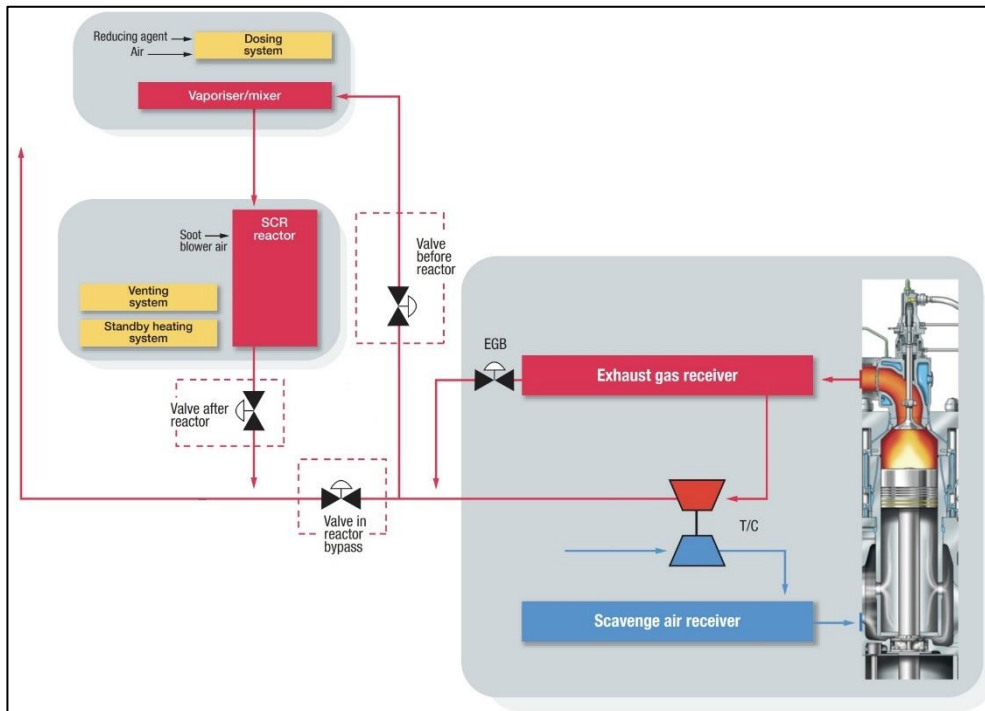 Reducing agent
Air
Dosing
system
Vaporiser/mixer
Soot
blower air
SCR
reactor
Venting
system
Standby heating
system
Valve
before
reactor
Valve after
reactor
Valve in
reactor
bypass
EGB
Exhaust gas receiver
T/C
Scavenge air receiver